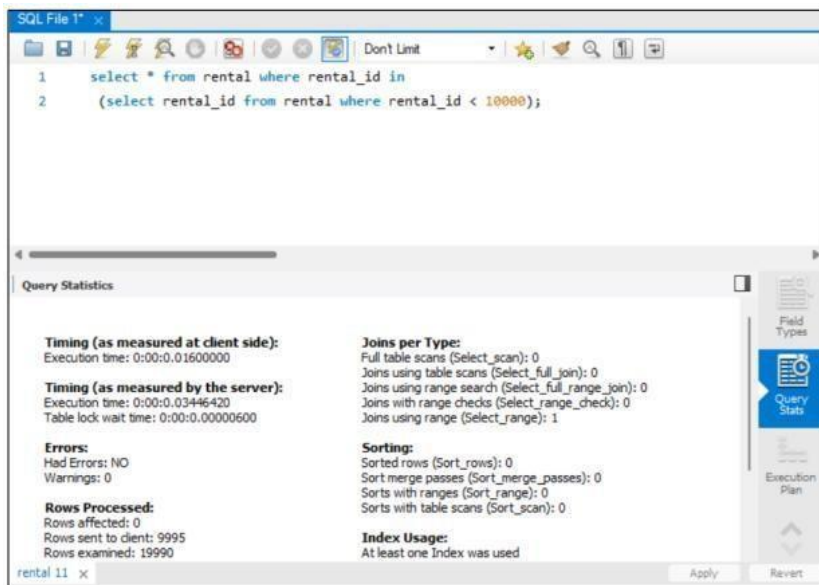 SQL File 1*
Don't Limit
1 select * from rental where rental_id in
2 (select rental_id from rental where rental_id < 10000);
Query Statistics
Timing (as measured at client side):
Execution time: 0:00:0.01600000
Timing (as measured by the server):
Execution time: 0:00:0.03446420
Table lock wait time: 0:00:0.00000600
Errors:
Had Errors: NO
Warnings: 0
Rows Processed:
Rows affected: 0
Rows sent to client: 9995
Rows examined: 19990
Joins per Type:
Full table scans (Select_scan): 0
Joins using table scans (Select_full_join): 0
Joins using range search (Select_full_range_join): 0
Joins with range checks (Select_range_check): 0
Joins using range (Select_range): 1
Sorting:
Sorted rows (Sort_rows): 0
Sort merge passes (Sort_merge_passes): 0
Sorts with ranges (Sort_range): 0
Sorts with table scans (Sort_scan): 0
Index Usage:
At least one Index was used
Field
Types
Query
Stats
Execution
Plan
rental 11
Apply
Revert